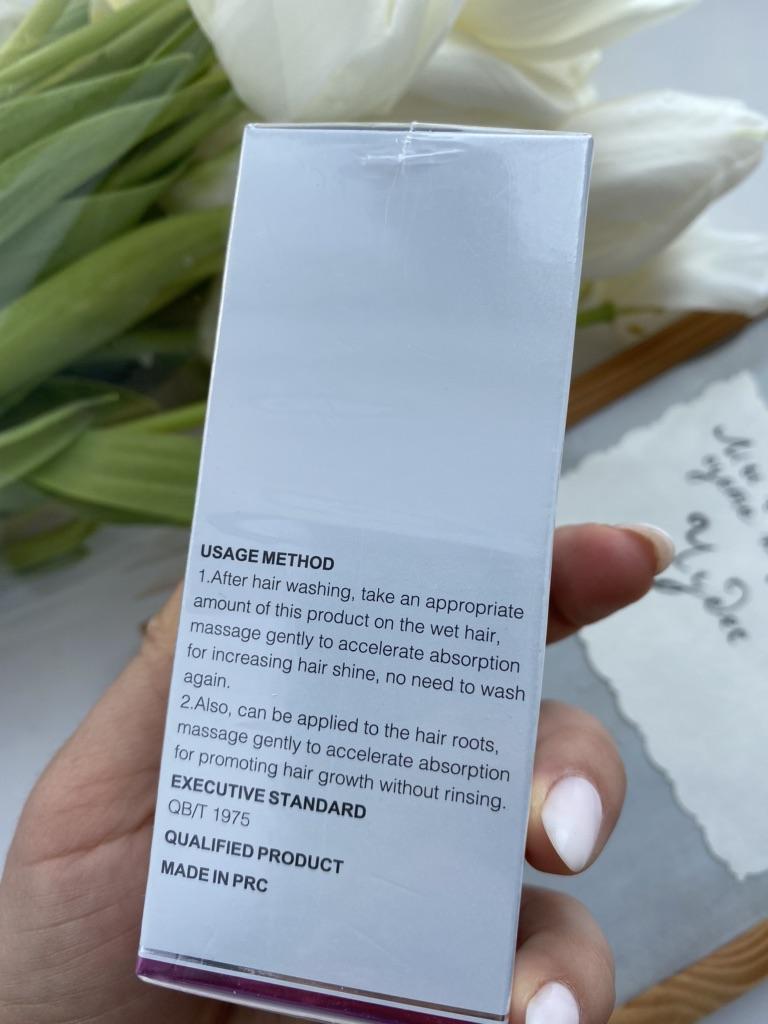 USAGE METHOD
1.After hair washing, take an appropriate
amount of this product on the wet hair,
massage gently to accelerate absorption
for increasing hair shine, no need to wash
again.
2.Also, can be applied to the hair roots,
massage gently to accelerate absorption
for promoting hair growth without rinsing.
EXECUTIVE STANDARD
QB/T 1975
QUALIFIED PRODUCT
MADE IN PRC